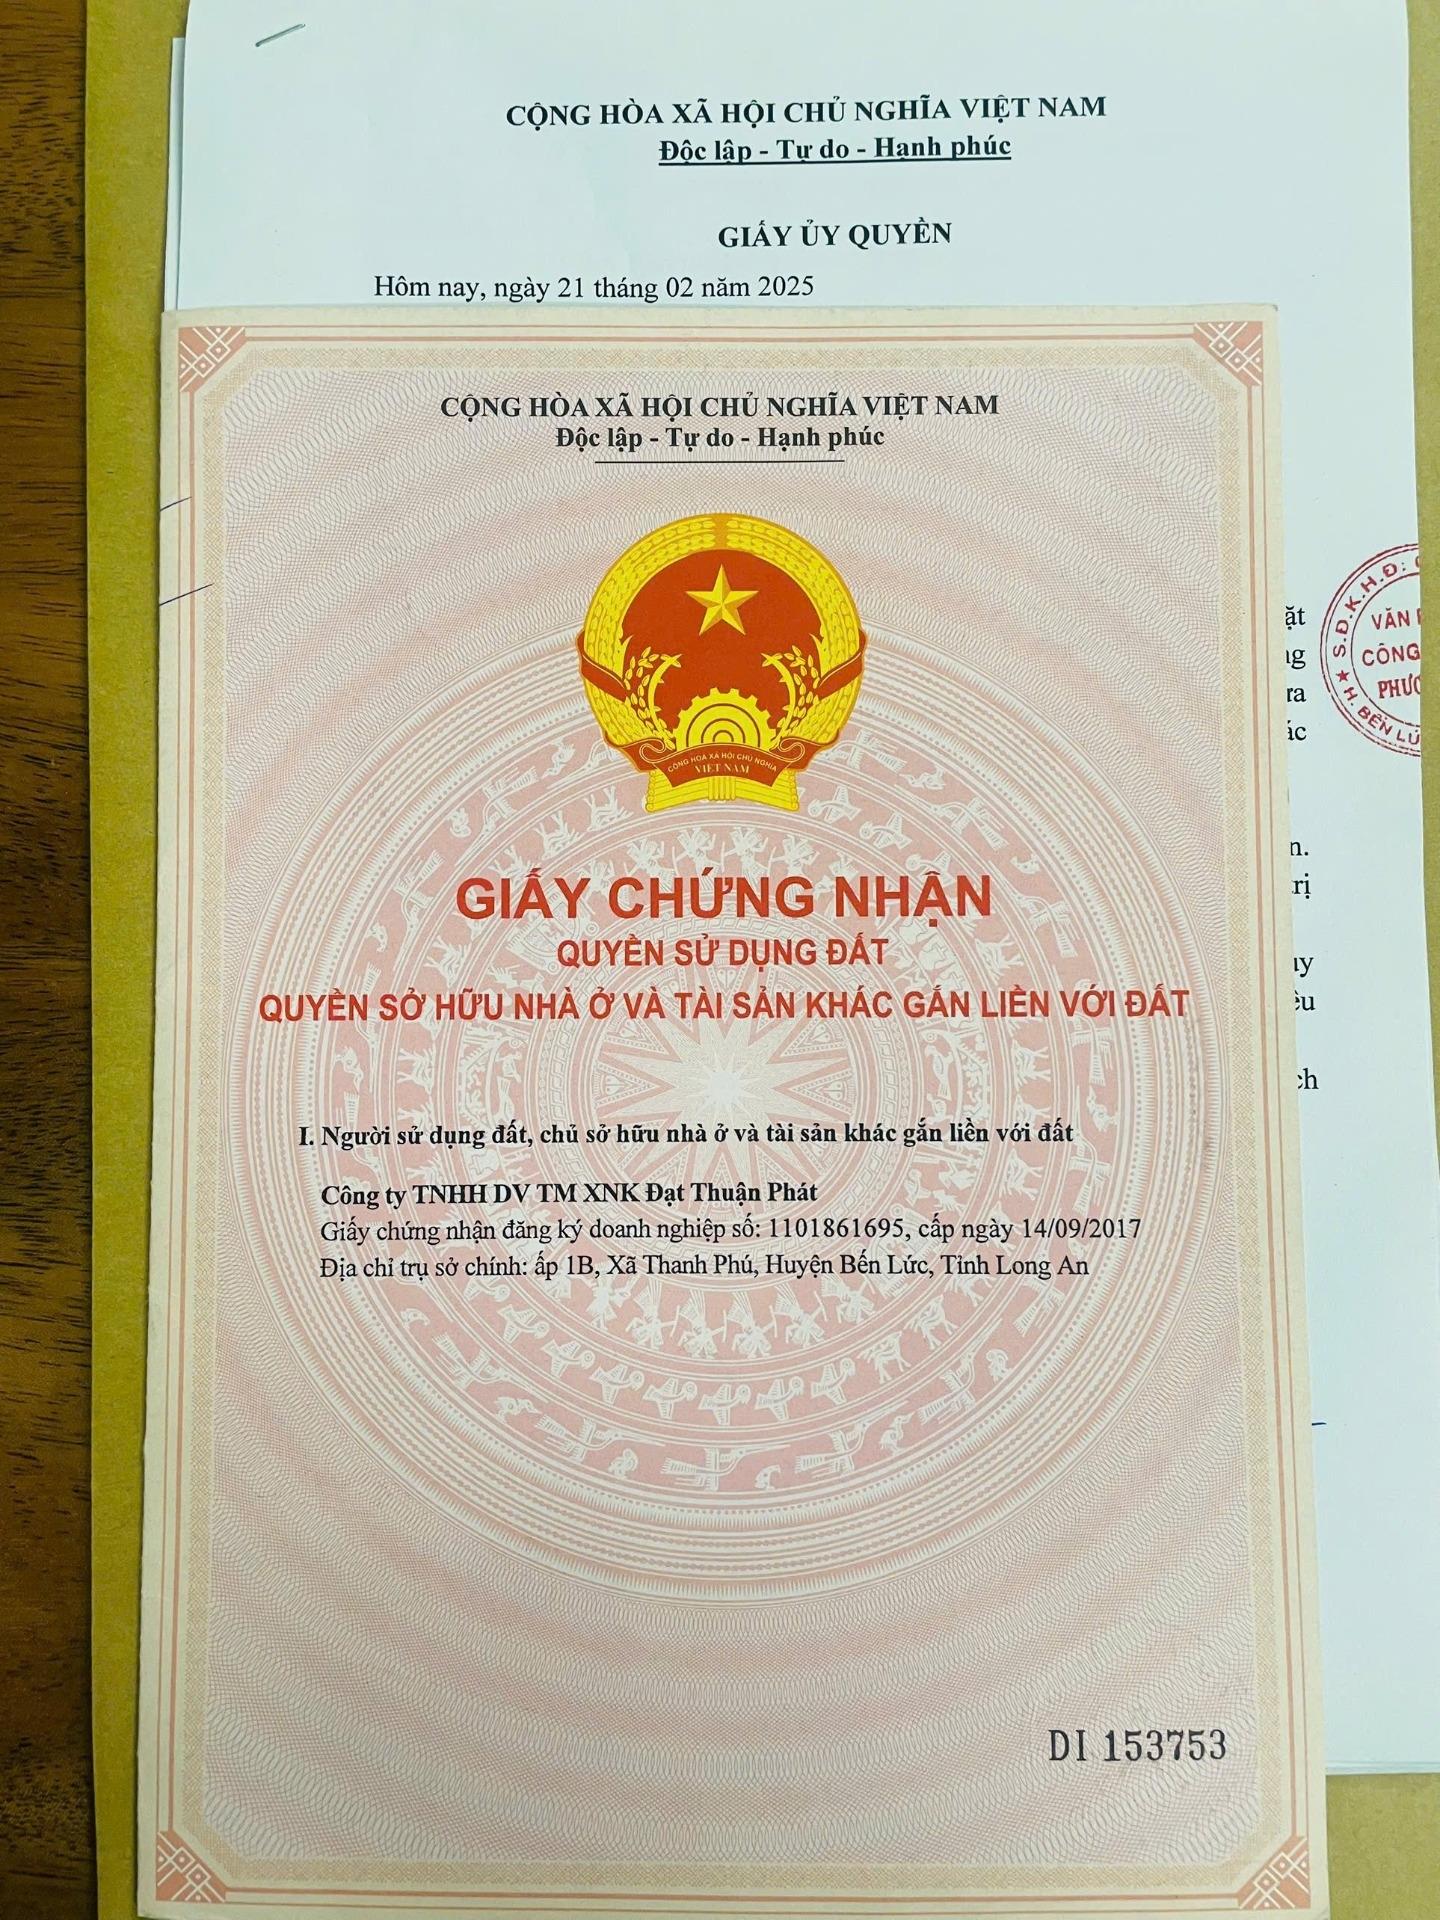 CỘNG HÒA XÃ HỘI CHỦ NGHĨA VIỆT NAM
Độc lập - Tự do - Hạnh phúc
GIẤY ỦY QUYỀN
Hôm nay, ngày 21 tháng 02 năm 2025
CỘNG HÒA XÃ HỘI CHỦ NGHĨA VIỆT NAM
Độc lập - Tự do - Hạnh phúc
CỘNG HOÀ XÃ HỘI CHỦ NGHĨA
VIỆT NAM
GIẤY CHỨNG NHẬN
QUYỀN SỬ DỤNG ĐẤT
QUYỀN SỞ HỮU NHÀ Ở VÀ TÀI SẢN KHÁC GẮN LIỀN VỚI ĐẤT
I. Người sử dụng đất, chủ sở hữu nhà ở và tài sản khác gắn liền với đất
Công ty TNHH DV TM XNK Đạt Thuận Phát
Giấy chứng nhận đăng ký doanh nghiệp số: 1101861695, cấp ngày 14/09/2017
Địa chỉ trụ sở chính: ấp 1B, Xã Thanh Phú, Huyện Bến Lức, Tỉnh Long An
DI 153753
S.Đ.K.H.Đ:
VĂN
CÔNG
H. BẾN